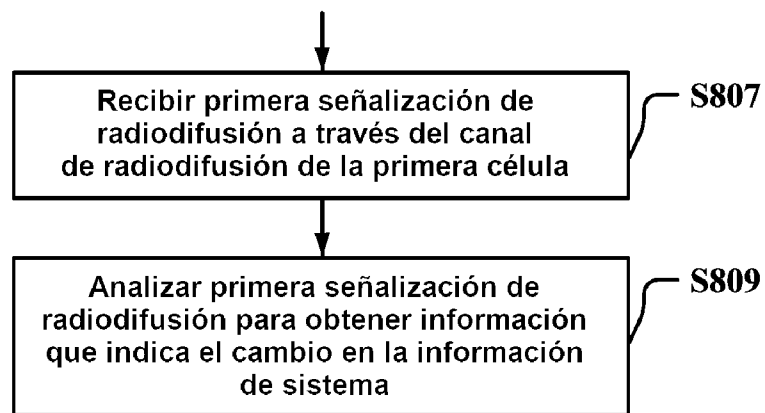 Recibir primera señalización de
radiodifusión a través del canal
de radiodifusión de la primera célula
S807
Analizar primera señalización de
radiodifusión para obtener información
que indica el cambio en la información
de sistema
S809